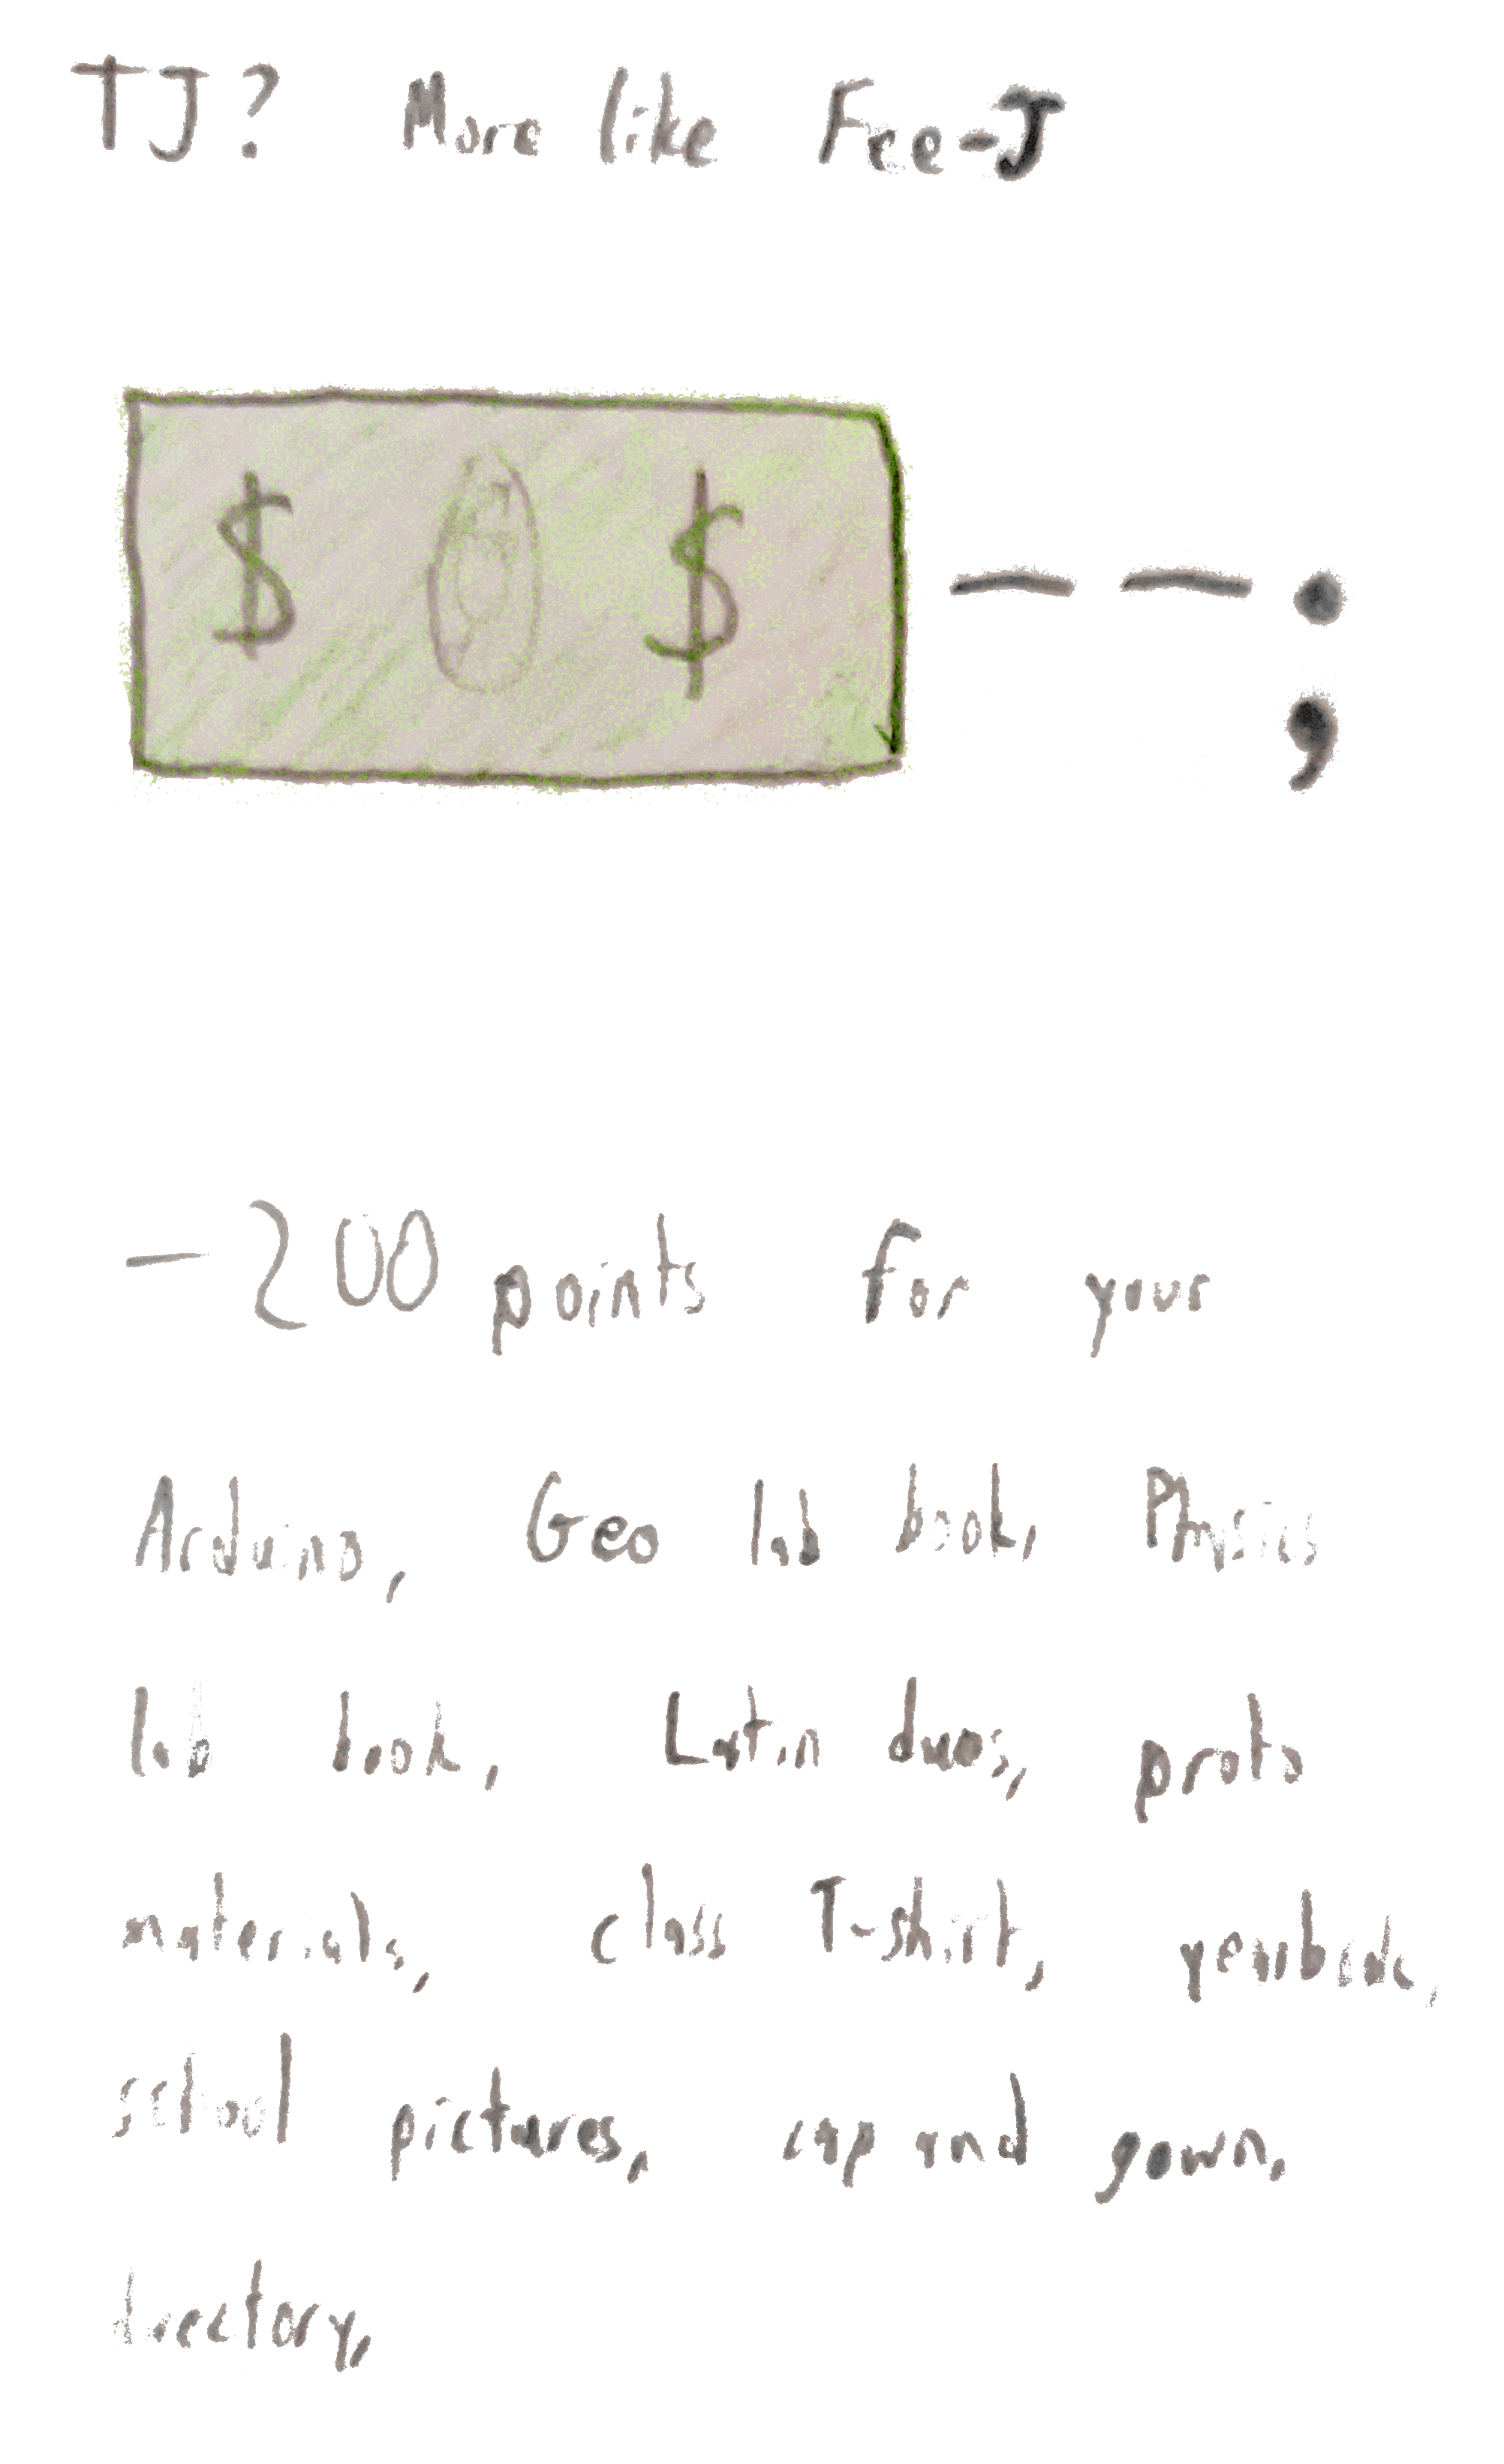 TJ? More like Fee-J
$ $
--;
-200 points for your
Arduino, Geo lab book, Physics
lab book, Latin dues, proto
materials, class T-shirt, yearbook,
school pictures, cap and gown,
directory,